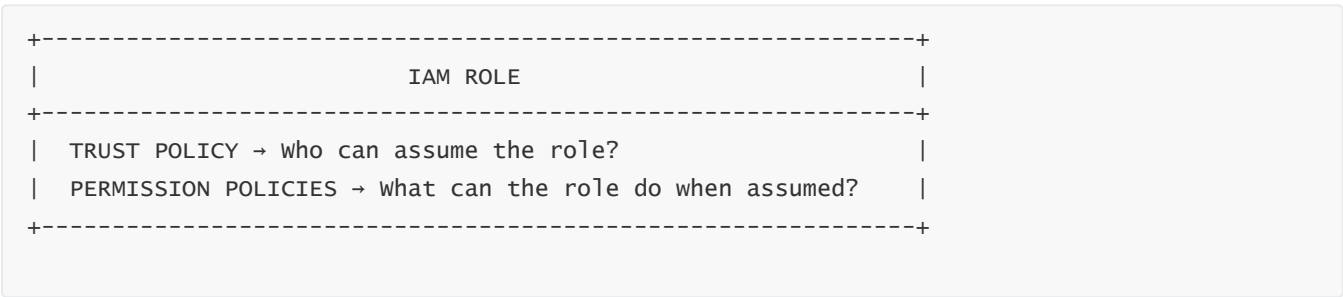 +--------------------------------------------------------------+
|                          IAM ROLE                            |
+--------------------------------------------------------------+
|  TRUST POLICY → Who can assume the role?                     |
|  PERMISSION POLICIES → What can the role do when assumed?    |
+--------------------------------------------------------------+